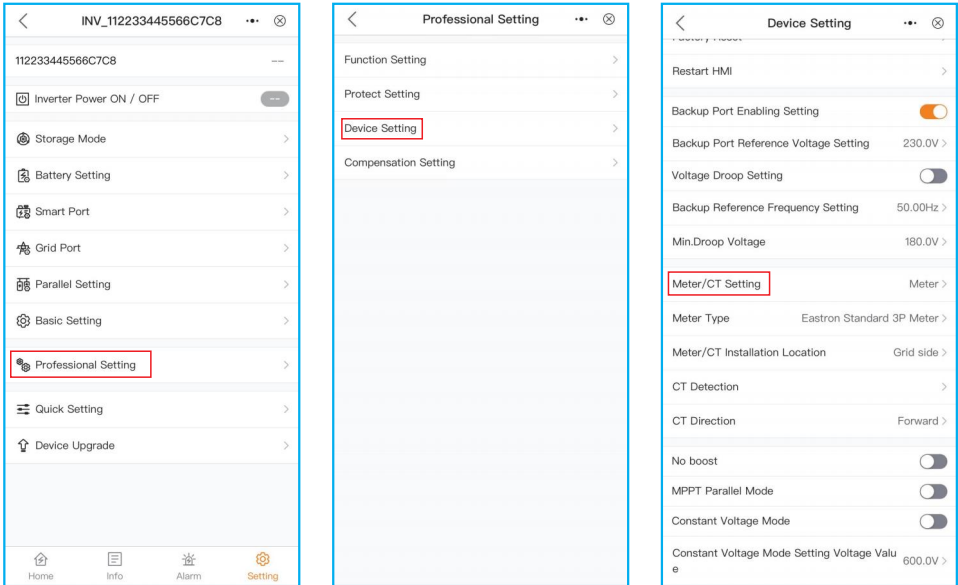 INV_112233445566C7C8
112233445566C7C8 --
Inverter Power ON / OFF --
Storage Mode
Battery Setting
Smart Port
Grid Port
Parallel Setting
Basic Setting
Professional Setting
Quick Setting
Device Upgrade
Home Info Alarm Setting
Professional Setting
Function Setting
Protect Setting
Device Setting
Compensation Setting
Device Setting
Restart HMI
Backup Port Enabling Setting
Backup Port Reference Voltage Setting 230.0V
Voltage Droop Setting
Backup Reference Frequency Setting 50.00Hz
Min.Droop Voltage 180.0V
Meter/CT Setting Meter
Meter Type Eastron Standard 3P Meter
Meter/CT Installation Location Grid side
CT Detection
CT Direction Forward
No boost
MPPT Parallel Mode
Constant Voltage Mode
Constant Voltage Mode Setting Voltage Valu
e 600.0V